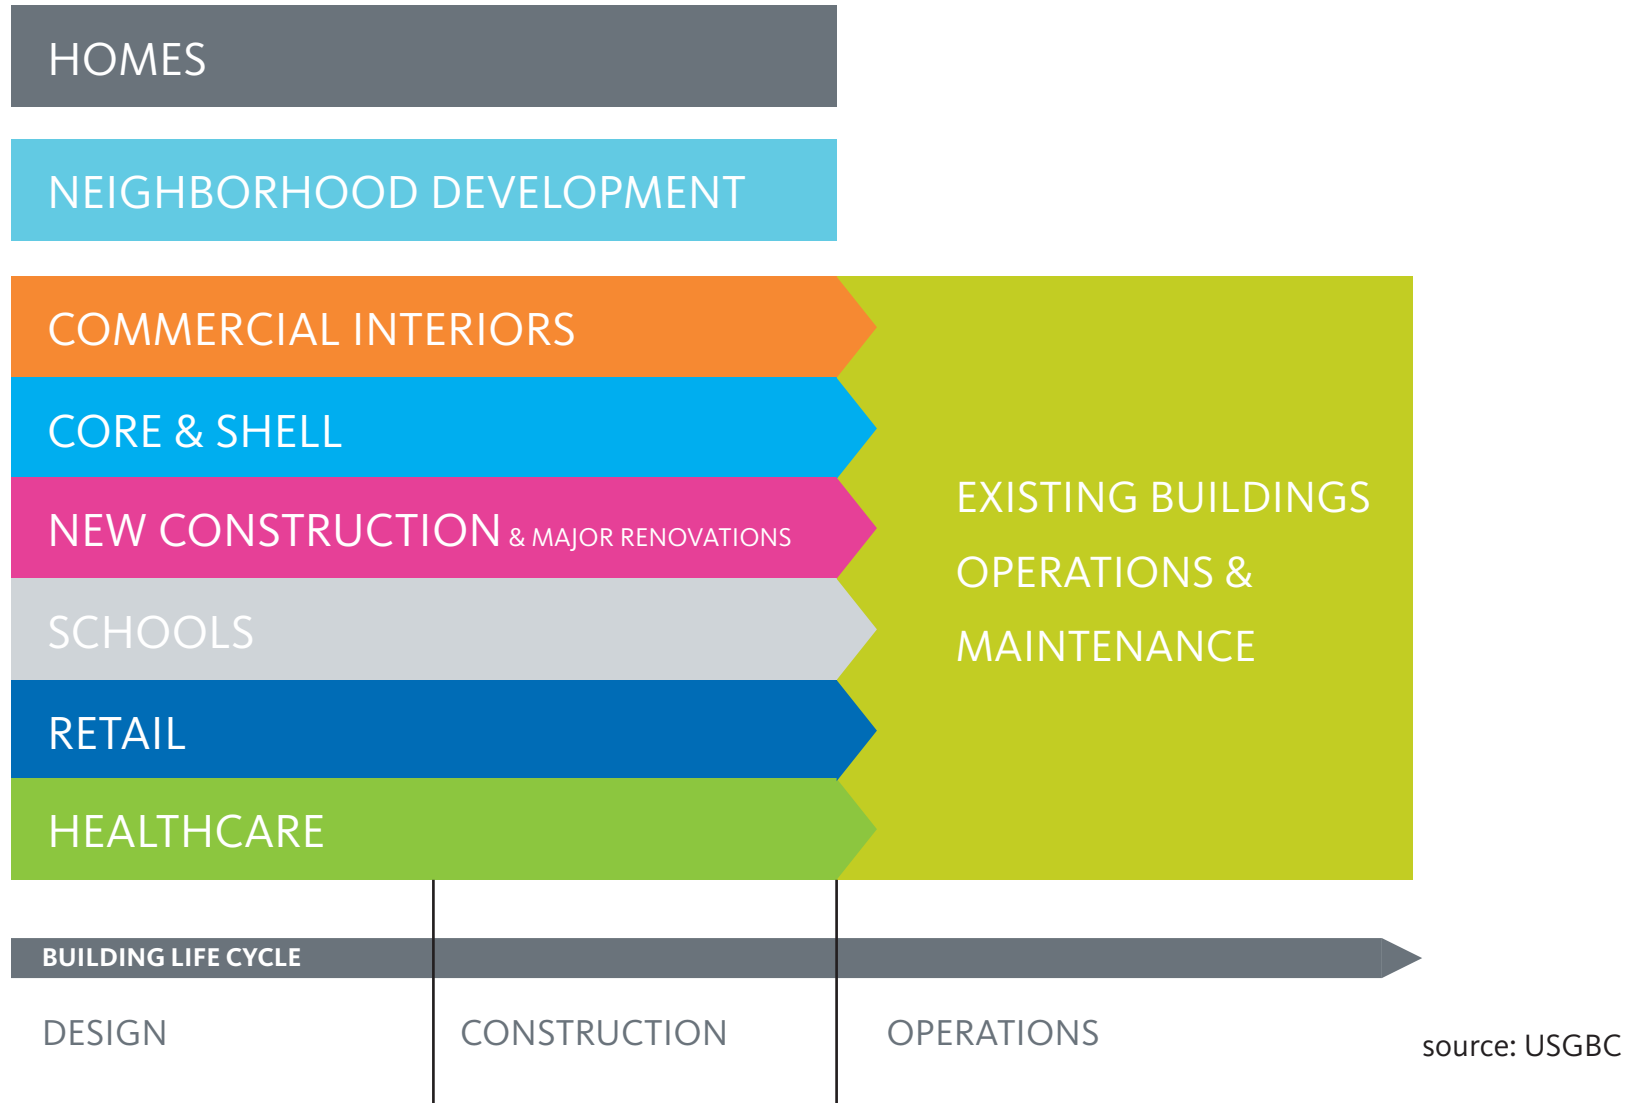 HOMES
NEIGHBORHOOD DEVELOPMENT
COMMERCIAL INTERIORS
CORE & SHELL
NEW CONSTRUCTION & MAJOR RENOVATIONS
SCHOOLS
RETAIL
HEALTHCARE
EXISTING BUILDINGS
OPERATIONS &
MAINTENANCE
BUILDING LIFE CYCLE
DESIGN
CONSTRUCTION
OPERATIONS
source: USGBC